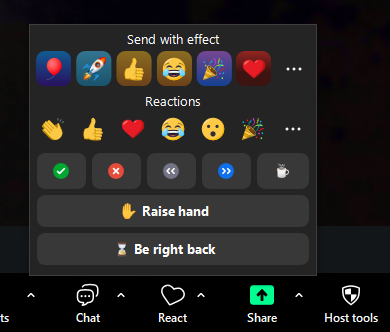 Send with effect
Reactions
Raise hand
Be right back
ts
Chat
React
Share
Host tools